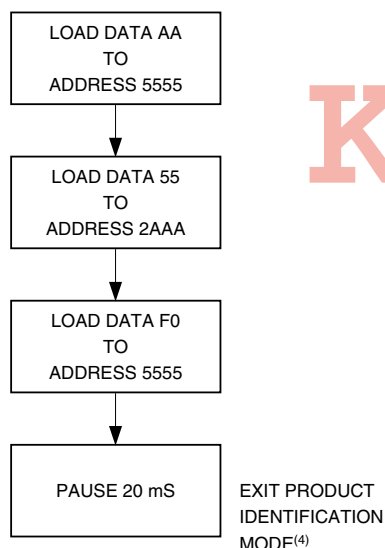 LOAD DATA AA
TO
ADDRESS 5555
LOAD DATA 55
TO
ADDRESS 2AAA
LOAD DATA F0
TO
ADDRESS 5555
PAUSE 20 mS
EXIT PRODUCT
IDENTIFICATION
MODE(4)
K